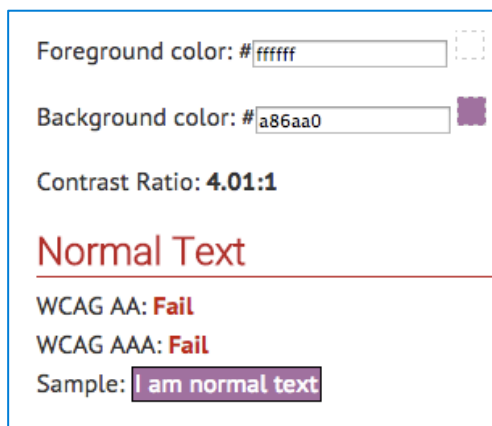 Foreground color: #ffffff
Background color: #a86aa0
Contrast Ratio: 4.01:1
Normal Text
WCAG AA: Fail
WCAG AAA: Fail
Sample: I am normal text